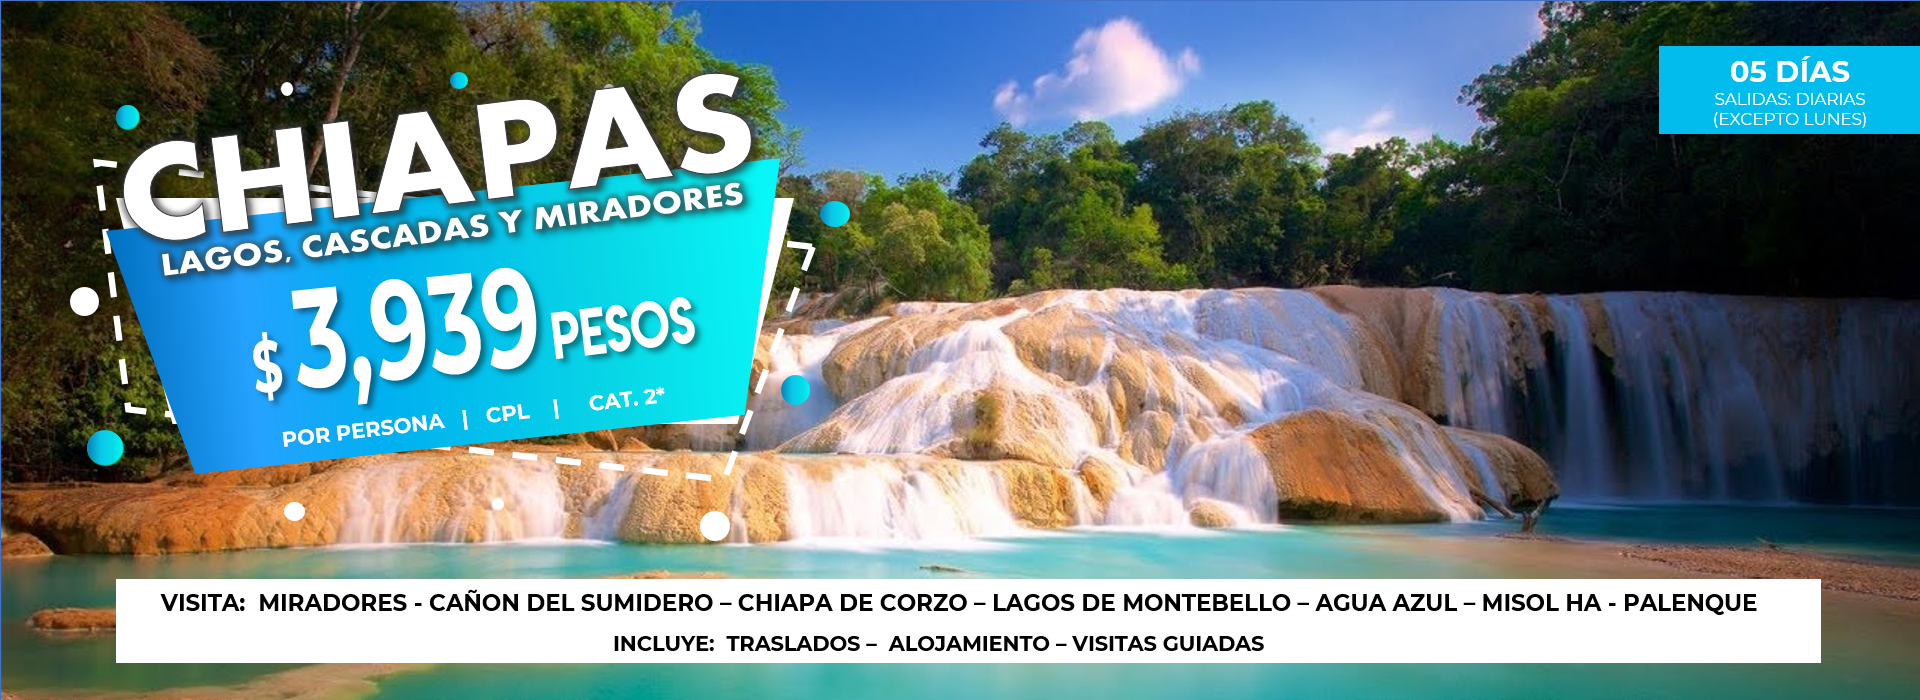 CHIAPAS
LAGOS, CASCADAS Y MIRADORES
$ 3,939 PESOS
POR PERSONA | CPL | CAT. 2*
05 DÍAS
SALIDAS: DIARIAS
(EXCEPTO LUNES)
VISITA: MIRADORES - CAÑON DEL SUMIDERO – CHIAPA DE CORZO – LAGOS DE MONTEBELLO – AGUA AZUL – MISOL HA - PALENQUE
INCLUYE: TRASLADOS – ALOJAMIENTO – VISITAS GUIADAS